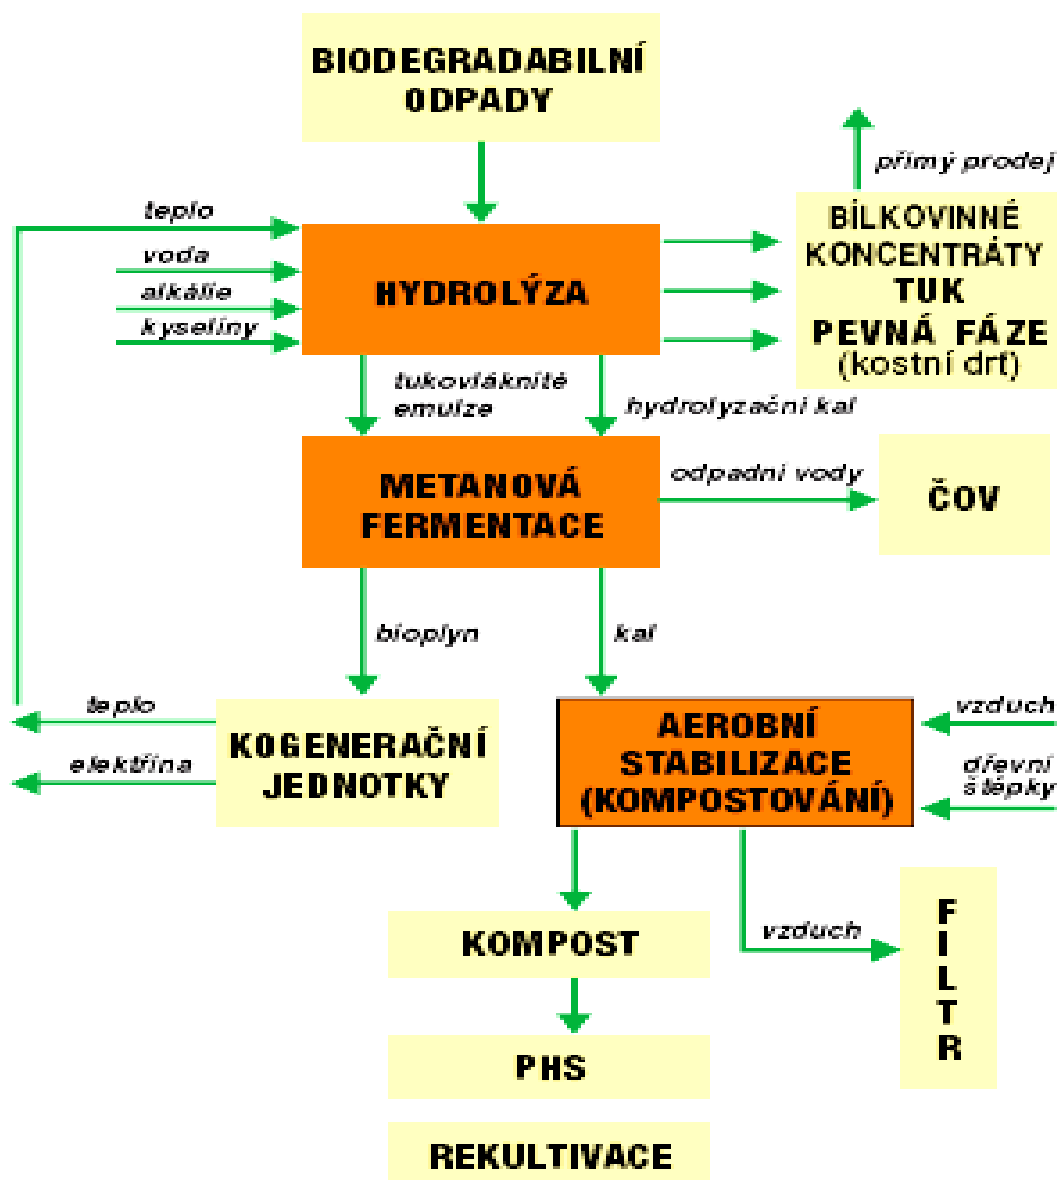 BIODEGRADABILNÍ
ODPADY
přímý prodej
teplo
voda
alkálie
kyseliny
HYDROLÝZA
BÍLKOVINNÉ
KONCENTRÁTY
TUK
PEVNÁ FÁZE
(kostní drť)
tukovláknité
emulze
hydrolyzační kal
METANOVÁ
FERMENTACE
odpadní vody
ČOV
bioplyn
kal
teplo
elektřina
KOGENERAČNÍ
JEDNOTKY
AEROBNÍ
STABILIZACE
(KOMPOSTOVÁNÍ)
vzduch
dřevní
štěpky
KOMPOST
vzduch
F
I
L
T
R
PHS
REKULTIVACE